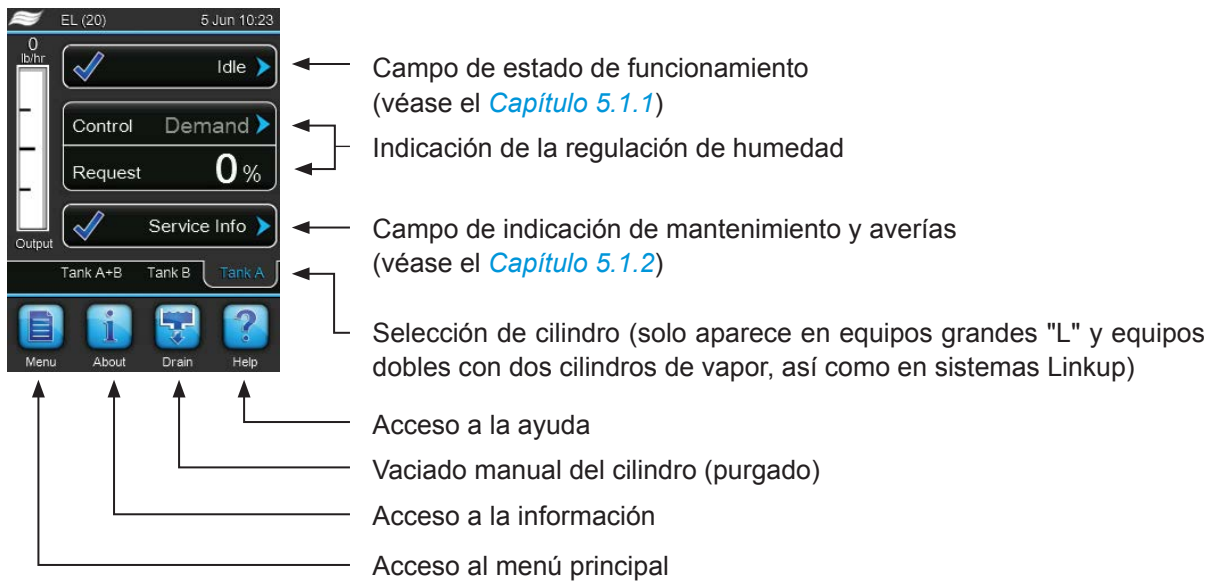 EL (20) 5 Jun 10:23
0
lb/hr
Idle
Control Demand
Request 0 %
Service Info
Output
Tank A+B Tank B Tank A
Menu About Drain Help
Campo de estado de funcionamiento
(véase el Capítulo 5.1.1)
Indicación de la regulación de humedad
Campo de indicación de mantenimiento y averías
(véase el Capítulo 5.1.2)
Selección de cilindro (solo aparece en equipos grandes "L" y equipos
dobles con dos cilindros de vapor, así como en sistemas Linkup)
Acceso a la ayuda
Vaciado manual del cilindro (purgado)
Acceso a la información
Acceso al menú principal